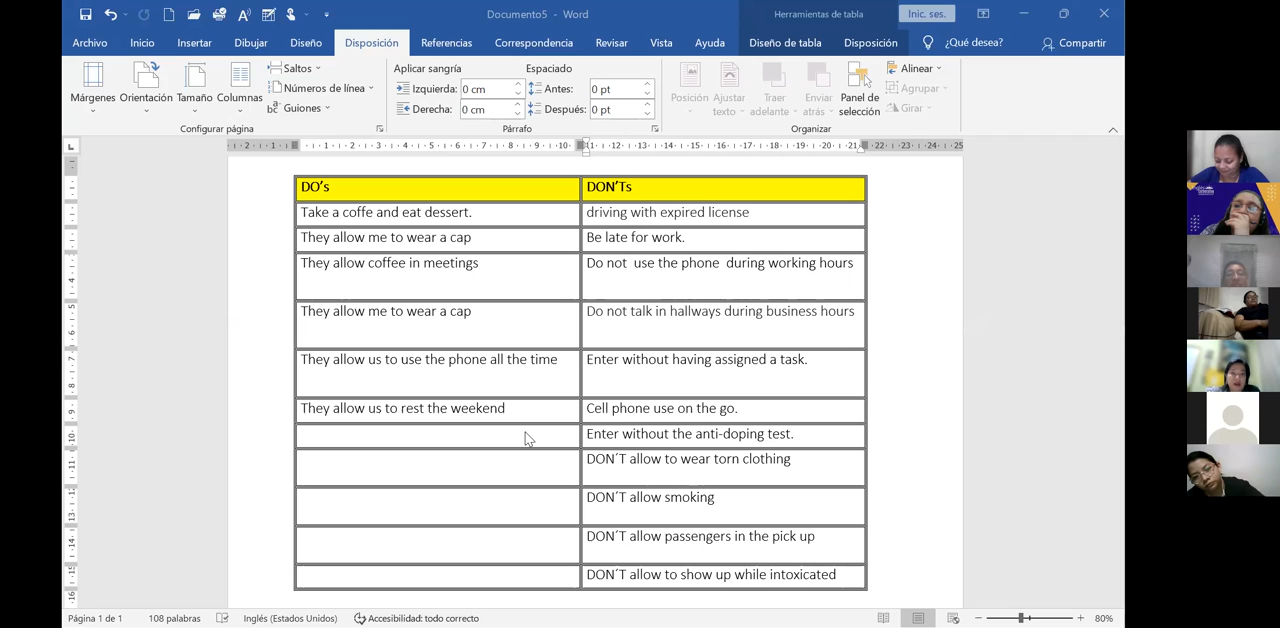 Documento5 - Word
Herramientas de tabla
Inic. ses.
Archivo Inicio Insertar Dibujar Diseño Disposición Referencias Correspondencia Revisar Vista Ayuda Diseño de tabla Disposición ¿Qué desea? Compartir
Márgenes Orientación Tamaño Columnas
Saltos
Números de línea
Guiones
Configurar página
Aplicar sangría Espaciado
Izquierda: 0 cm Antes: 0 pt
Derecha: 0 cm Después: 0 pt
Párrafo
Posición Ajustar texto Traer adelante Enviar atrás Panel de selección
Alinear
Agrupar
Girar
Organizar
DO's DON'Ts
Take a coffe and eat dessert. driving with expired license
They allow me to wear a cap Be late for work.
They allow coffee in meetings Do not use the phone during working hours
They allow me to wear a cap Do not talk in hallways during business hours
They allow us to use the phone all the time Enter without having assigned a task.
They allow us to rest the weekend Cell phone use on the go.
Enter without the anti-doping test.
DON´T allow to wear torn clothing
DON´T allow smoking
DON´T allow passengers in the pick up
DON´T allow to show up while intoxicated
Página 1 de 1 108 palabras Inglés (Estados Unidos) Accesibilidad: todo correcto 80%